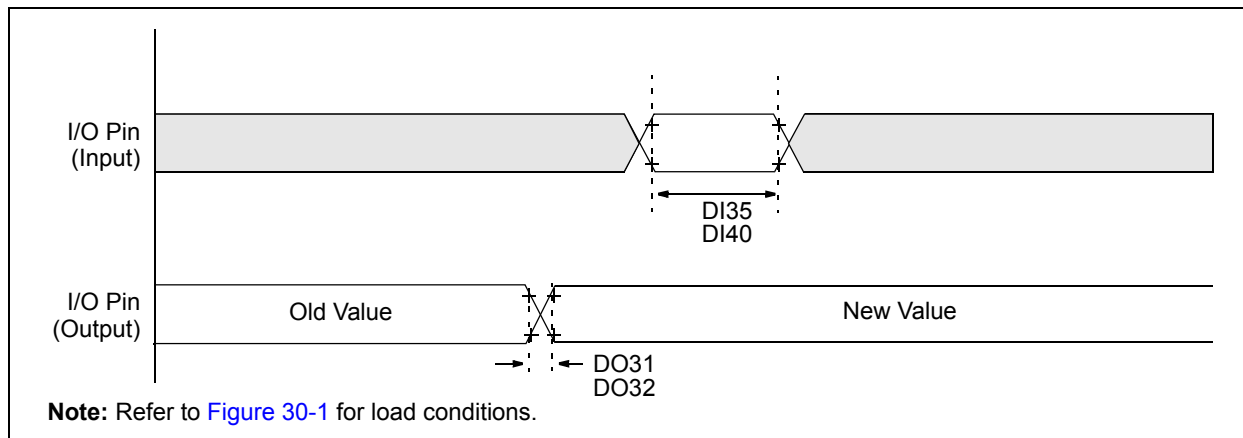 I/O Pin
(Input)
DI35
DI40
I/O Pin
(Output)
Old Value
New Value
DO31
DO32
Note: Refer to Figure 30-1 for load conditions.